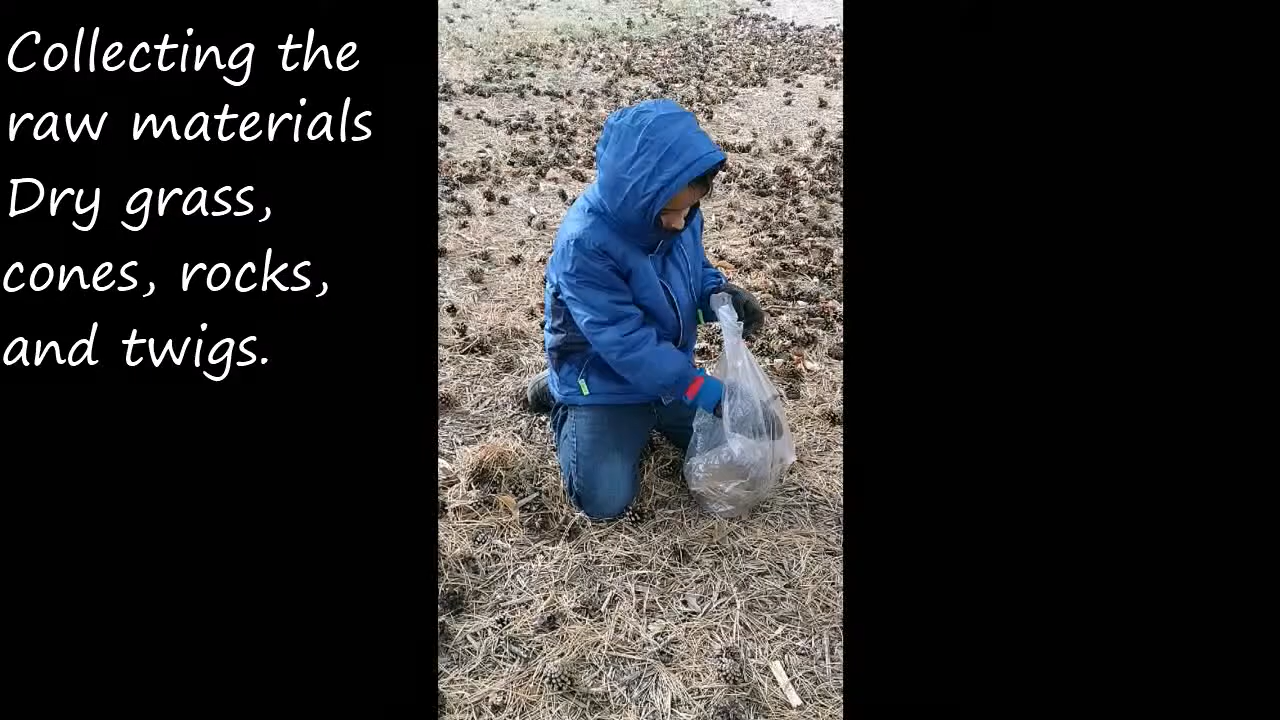 Collecting the
raw materials
Dry grass,
cones, rocks,
and twigs.